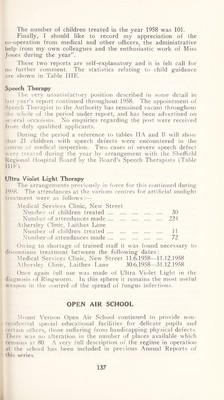 The number of children treated in the year 1958 was 101.
Finally, I should like to record my appreciation of the
co-operation from medical and other officers, the administrative
help from my own colleagues and the enthusiastic work of Miss
Jones during the year".
These two reports are self-explanatory and it is felt call for
no further comment. The statistics relating to child guidance
are shown in Table IIIE.
Speech Therapy
The very unsatisfactory position described in some detail in
last year's report continued throughout 1958. The appointment of
Speech Therapist to the Authority has remained vacant throughout
the whole of the period under report, and has been advertised on
several occasions. No enquiries regarding the post were received
from duly qualified applicants.
During the period a reference to tables IIA and B will show
that 21 children with speech defects were encountered in the
course of medical inspection. Two cases of severe speech defect
were treated during the year by arrangement with the Sheffield
Regional Hospital Board by the Board's Speech Therapists (Table
IIIF).
Ultra Violet Light Therapy
The arrangements previously in force for this continued during
1958. The attendances at the various centres for artificial sunlight
treatment were as follows:—
Medical Services Clinic, New Street
Number of children treated ... ... ... ... 30
Number of attendances made ... ... ... ... 224
Athersley Clinic, Laithes Lane
Number of children treated ... ... ... ... 11
Number of attendances made ... ... ... ... 72
Owing to shortage of trained staff it was found necessary to
discontinue treatment between the following dates:
Medical Services Clinic, New Street 11.6.1958—11.12.1958
Athersley Clinic, Laithes Lane 30.6.1958—31.12.1958
Once again full use was made of Ultra Violet Light in the
diagnosis of Ringworm. In this sphere it remains the most useful
weapon in the control of the spread of fungus infections.
OPEN AIR SCHOOL
Mount Vernon Open Air School continued to provide non-
residential special educational facilities for delicate pupils and
certain others, those suffering from handicapping physical defects.
There was no alteration in the number of places available which
remains at 80. A very full description of the regime in operation
at the school has been included in previous Annual Reports of
this series.
137